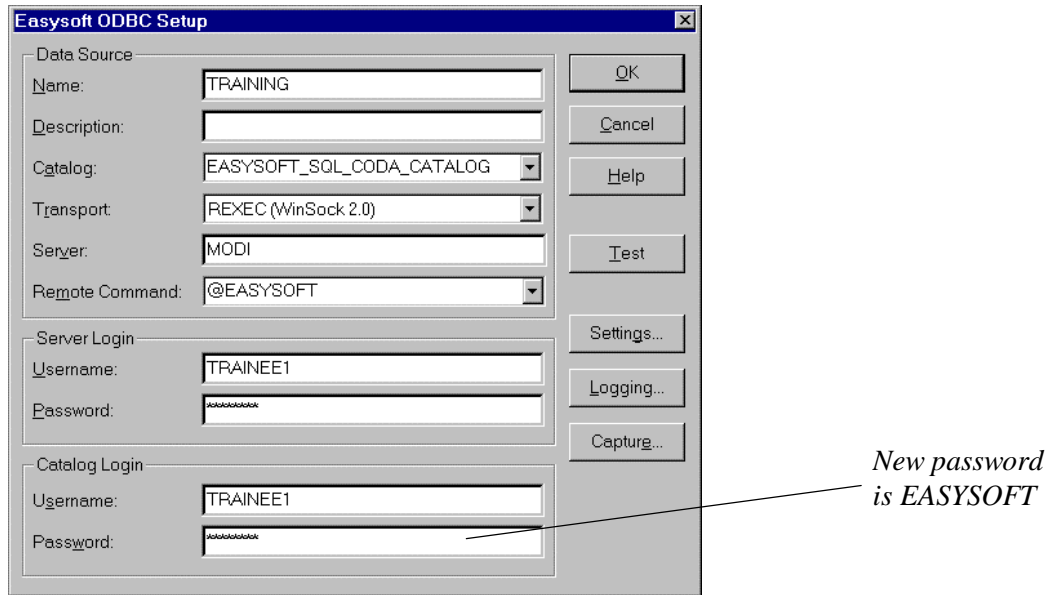 Easysoft ODBC Setup
Data Source
Name: TRAINING
Description:
Catalog: EASYSOFT_SQL_CODA_CATALOG
Transport: REXEC (WinSock 2.0)
Server: MODI
Remote Command: @EASYSOFT
Server Login
Username: TRAINEE1
Password: *********
Catalog Login
Username: TRAINEE1
Password: *********
OK
Cancel
Help
Test
Settings...
Logging...
Capture...
New password
is EASYSOFT